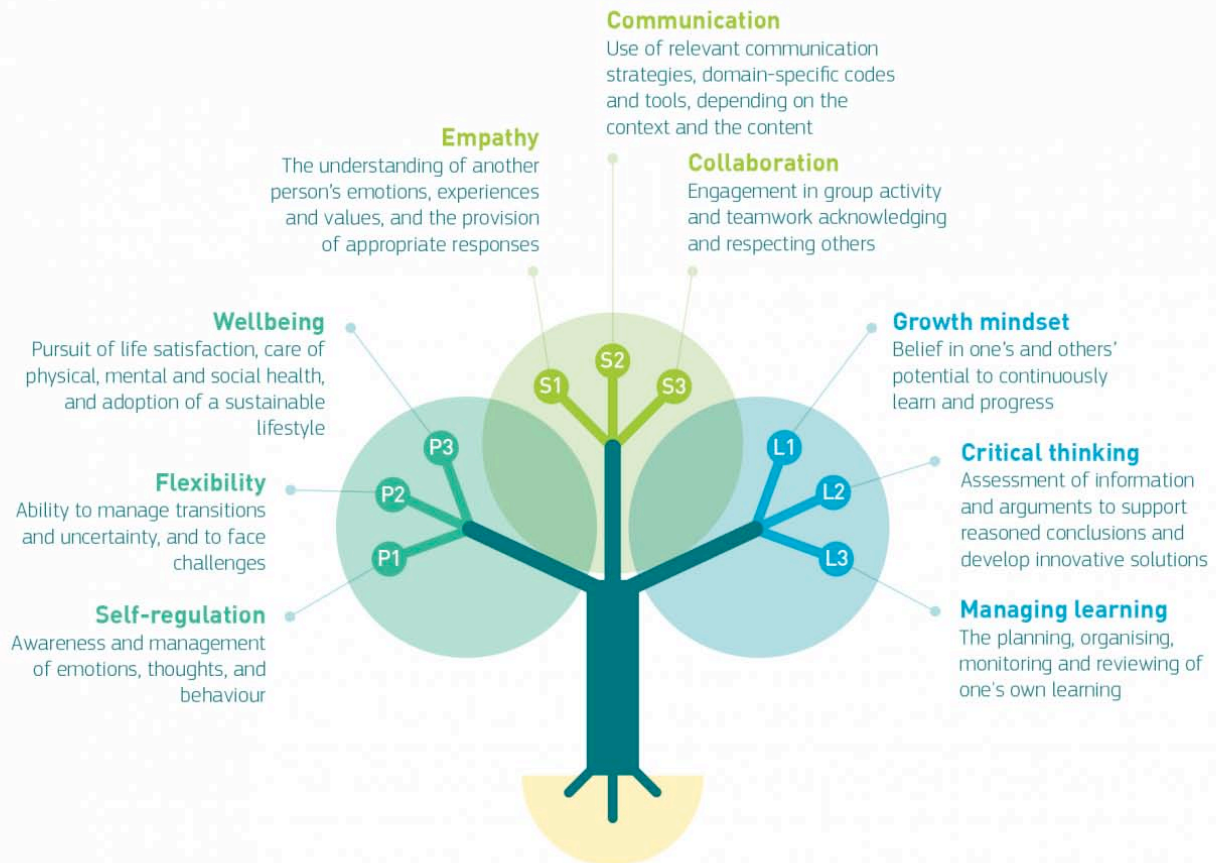 Communication
Use of relevant communication
strategies, domain-specific codes
and tools, depending on the
context and the content
Empathy
The understanding of another
person's emotions, experiences
and values, and the provision
of appropriate responses
Collaboration
Engagement in group activity
and teamwork acknowledging
and respecting others
Wellbeing
Pursuit of life satisfaction, care of
physical, mental and social health,
and adoption of a sustainable
lifestyle
Flexibility
Ability to manage transitions
and uncertainty, and to face
challenges
Self-regulation
Awareness and management
of emotions, thoughts, and
behaviour
P3
P2
P1
S1
S2
S3
L1
L2
L3
Growth mindset
Belief in one's and others'
potential to continuously
learn and progress
Critical thinking
Assessment of information
and arguments to support
reasoned conclusions and
develop innovative solutions
Managing learning
The planning, organising,
monitoring and reviewing of
one's own learning